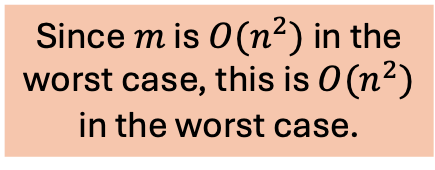 Since 𝑚 is 𝑂(𝑛²) in the
worst case, this is 𝑂(𝑛²)
in the worst case.